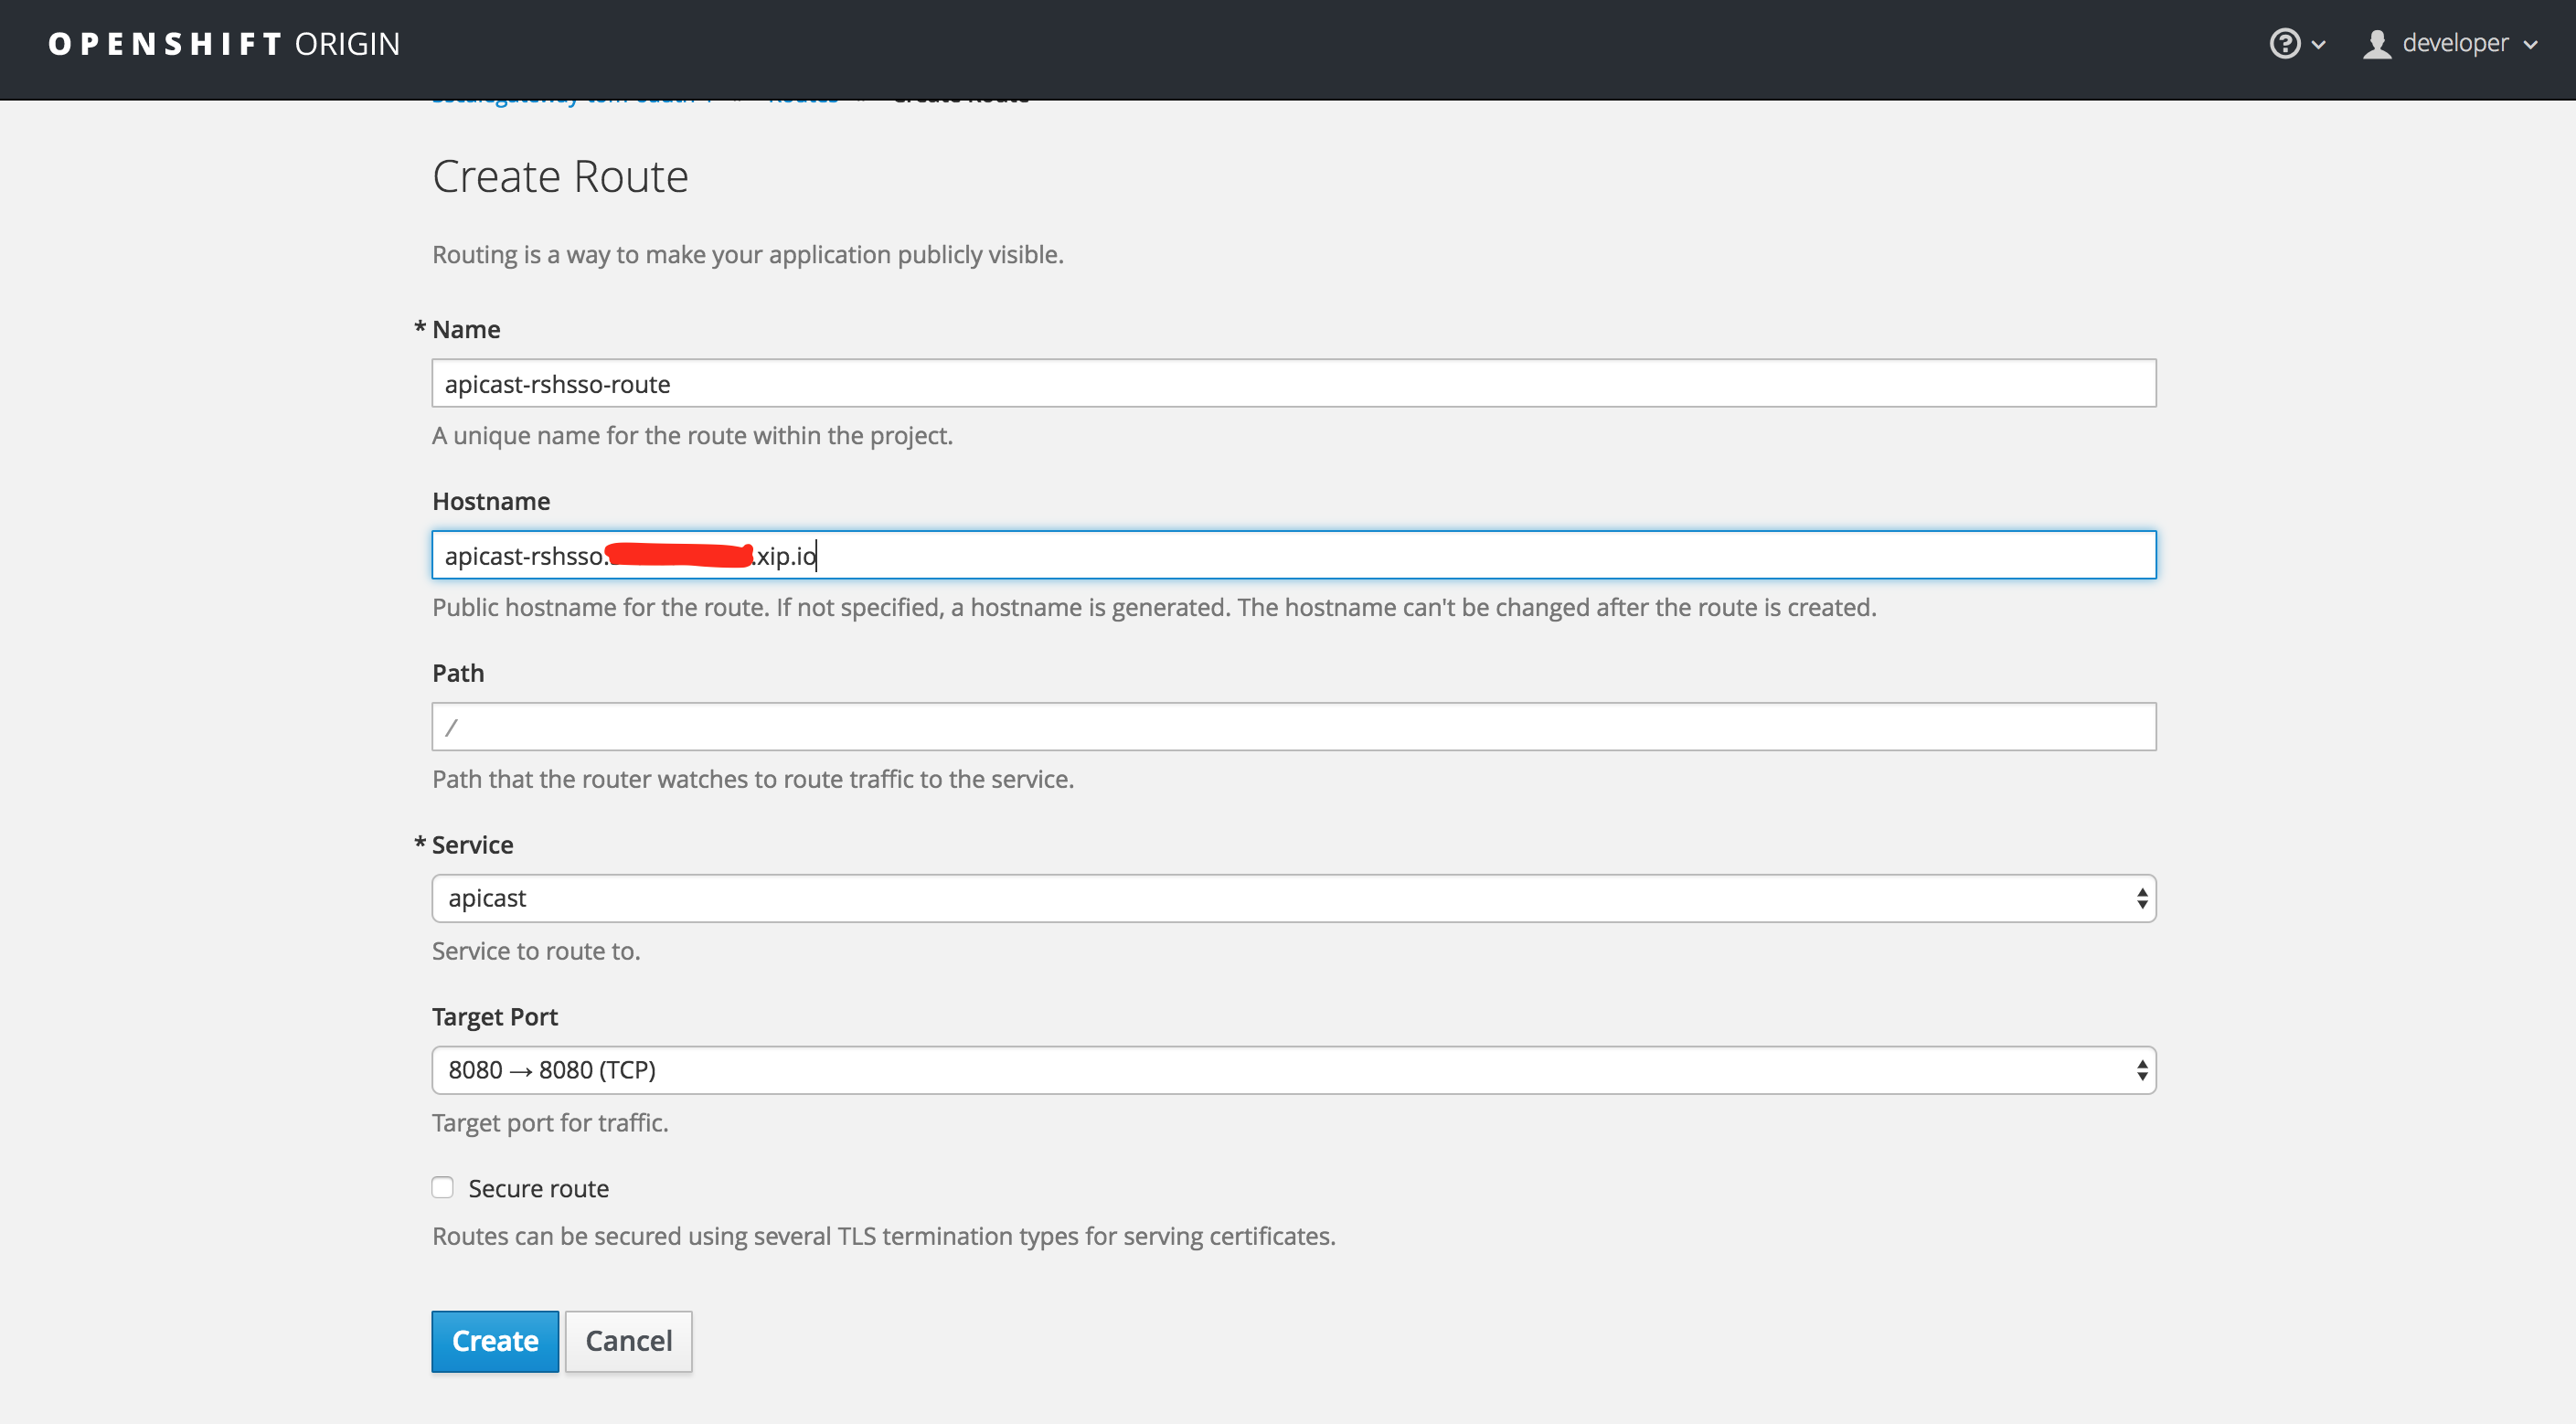 OPENSHIFT ORIGIN
developer
Create Route
Create Route
Routing is a way to make your application publicly visible.
* Name
apicast-rshsso-route
A unique name for the route within the project.
Hostname
apicast-rshsso. .xip.io
Public hostname for the route. If not specified, a hostname is generated. The hostname can't be changed after the route is created.
Path
/
Path that the router watches to route traffic to the service.
* Service
apicast
Service to route to.
Target Port
8080 → 8080 (TCP)
Target port for traffic.
Secure route
Routes can be secured using several TLS termination types for serving certificates.
Create Cancel